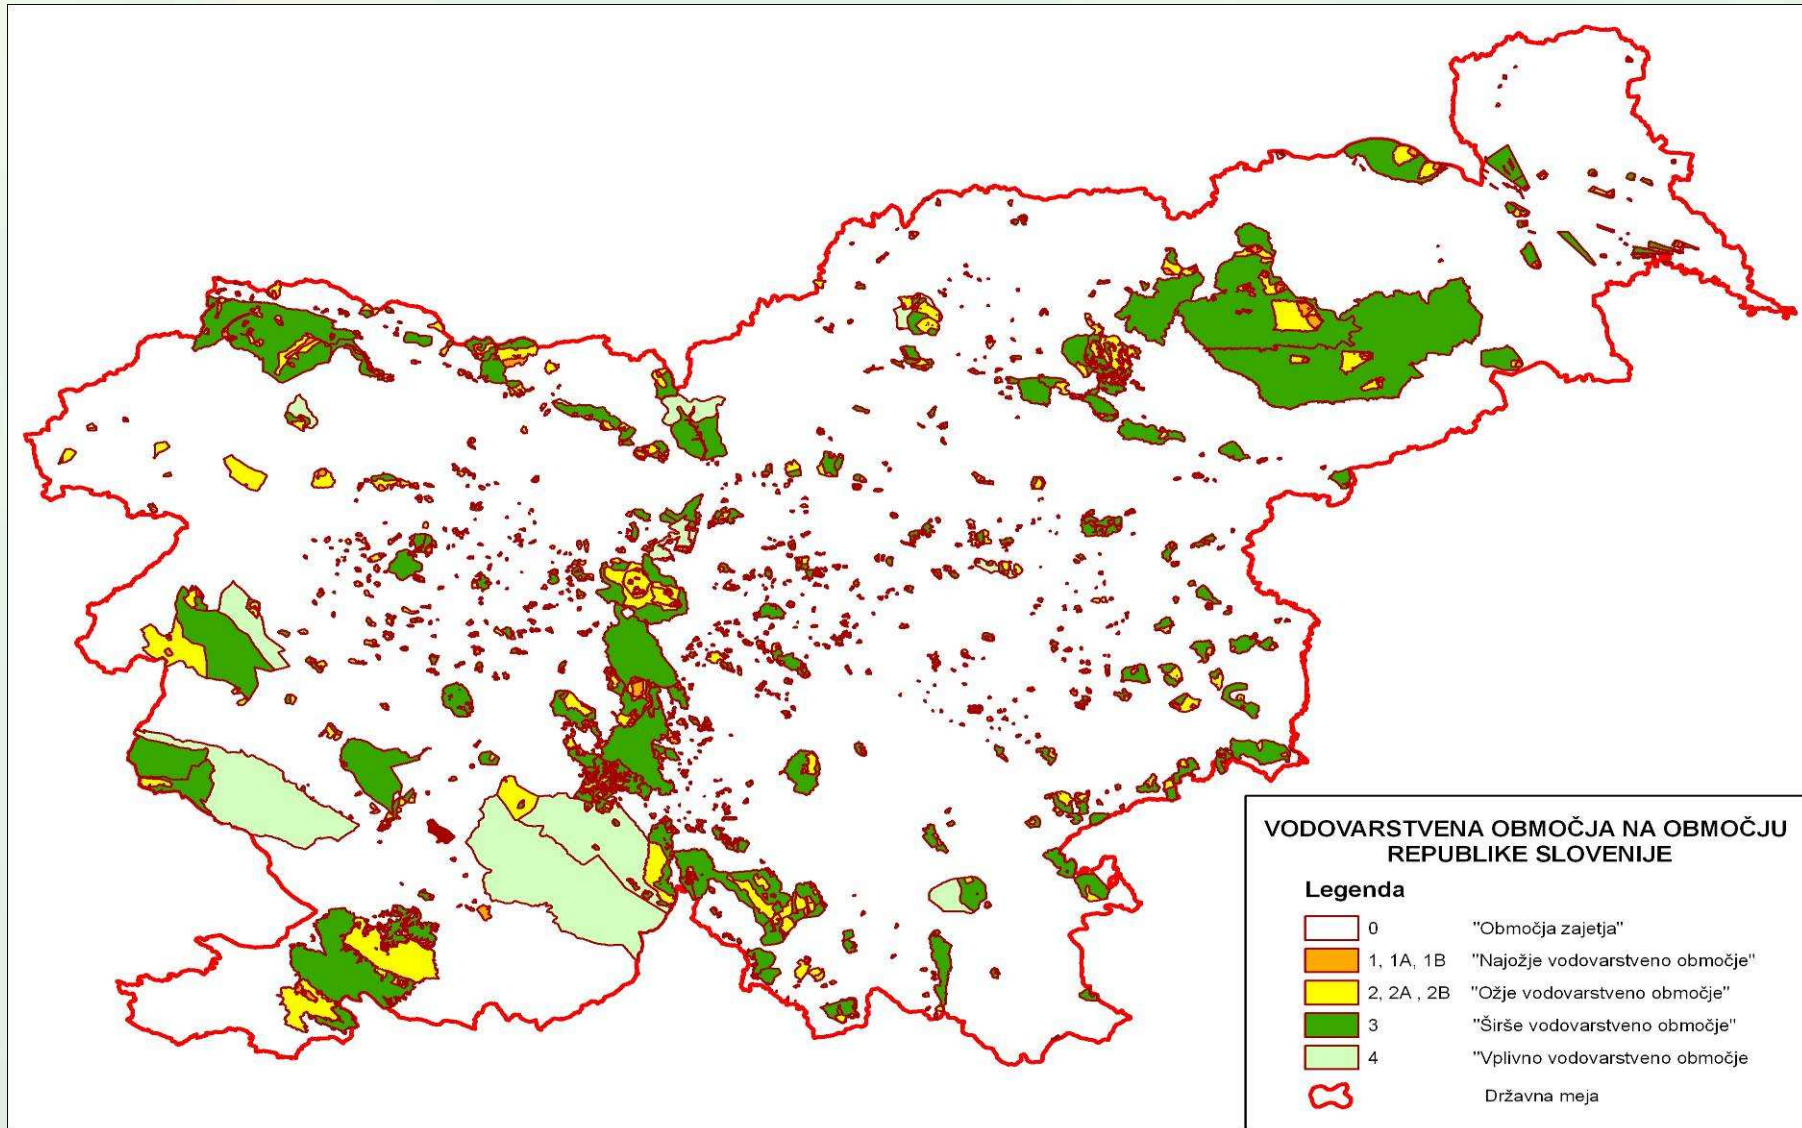 VODOVARSTVENA OBMOČJA NA OBMOČJU
REPUBLIKE SLOVENIJE
Legenda
0 "Območja zajetja"
1, 1A, 1B "Najožje vodovarstveno območje"
2, 2A , 2B "Ožje vodovarstveno območje"
3 "Širše vodovarstveno območje"
4 "Vplivno vodovarstveno območje
Državna meja